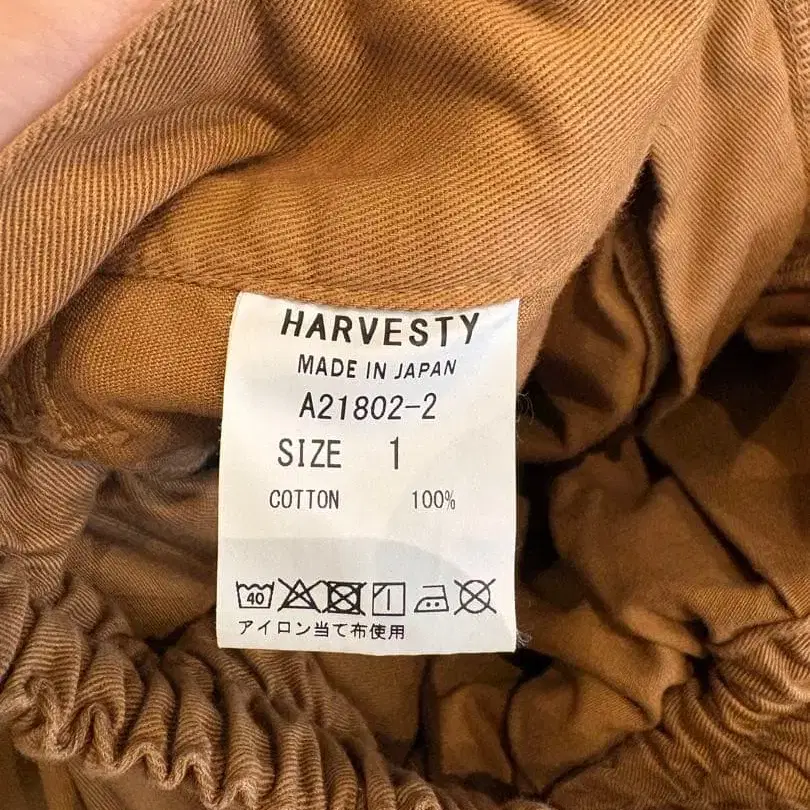 HARVESTY
MADE IN JAPAN
A21802-2
SIZE 1
COTTON 100%
40
アイロン当て布使用